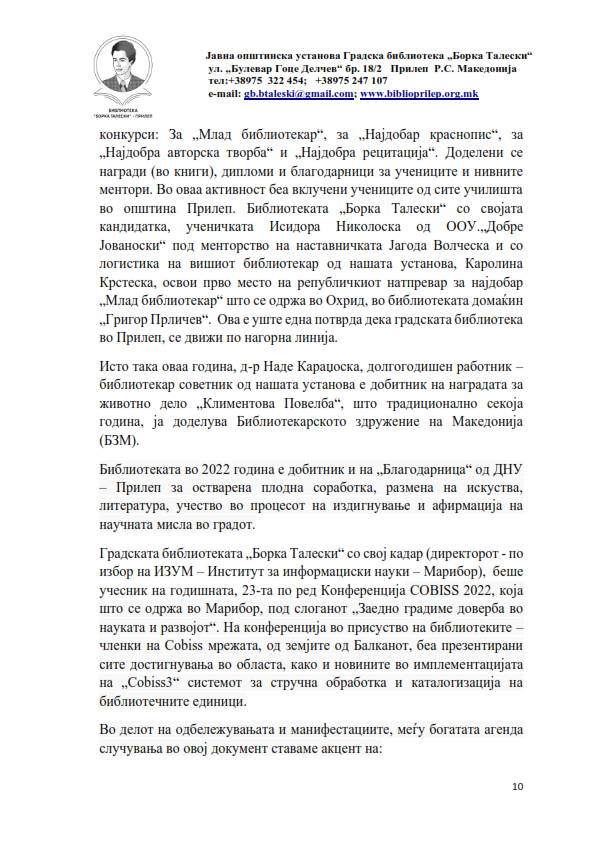 Јавна општинска установа Градска библиотека „Борка Талески“
ул. „Булевар Гоце Делчев“ бр. 18/2 Прилеп Р.С. Македонија
тел:+38975 322 454; +38975 247 107
e-mail: gb.btaleski@gmail.com; www.biblioprilep.org.mk
БИБЛИОТЕКА
"БОРКА ТАЛЕСКИ" - ПРИЛЕП
конкурси: За „Млад библиотекар“, за „Најдобар краснопис“, за
„Најдобра авторска творба“ и „Најдобра рецитација“. Доделени се
награди (во книги), дипломи и благодарници за учениците и нивните
ментори. Во оваа активност беа вклучени учениците од сите училишта
во општина Прилеп. Библиотеката „Борка Талески“ со својата
кандидатка, ученичката Исидора Николоска од ООУ.„Добре
Јованоски“ под менторство на наставничката Јагода Волческа и со
логистика на вишиот библиотекар од нашата установа, Каролина
Крстеска, освои прво место на републичкиот натпревар за најдобар
„Млад библиотекар“ што се одржа во Охрид, во библиотеката домаќин
„Григор Прличев“. Ова е уште една потврда дека градската библиотека
во Прилеп, се движи по нагорна линија.
Исто така оваа година, д-р Наде Караџоска, долгогодишен работник –
библиотекар советник од нашата установа е добитник на наградата за
животно дело „Климентова Повелба“, што традиционално секоја
година, ја доделува Библиотекарското здружение на Македонија
(БЗМ).
Библиотеката во 2022 година е добитник и на „Благодарница“ од ДНУ
– Прилеп за остварена плодна соработка, размена на искуства,
литература, учество во процесот на издигнување и афирмација на
научната мисла во градот.
Градската библиотеката „Борка Талески“ со свој кадар (директорот - по
избор на ИЗУМ – Институт за информациски науки – Марибор), беше
учесник на годишната, 23-та по ред Конференција COBISS 2022, која
што се одржа во Марибор, под слоганот „Заедно градиме доверба во
науката и развојот“. На конференција во присуство на библиотеките –
членки на Cobiss мрежата, од земјите од Балканот, беа презентирани
сите достигнувања во областа, како и новините во имплементацијата
на „Cobiss3“ системот за стручна обработка и каталогизација на
библиотечните единици.
Во делот на одбележувањата и манифестациите, меѓу богатата агенда
случувања во овој документ ставаме акцент на:
10